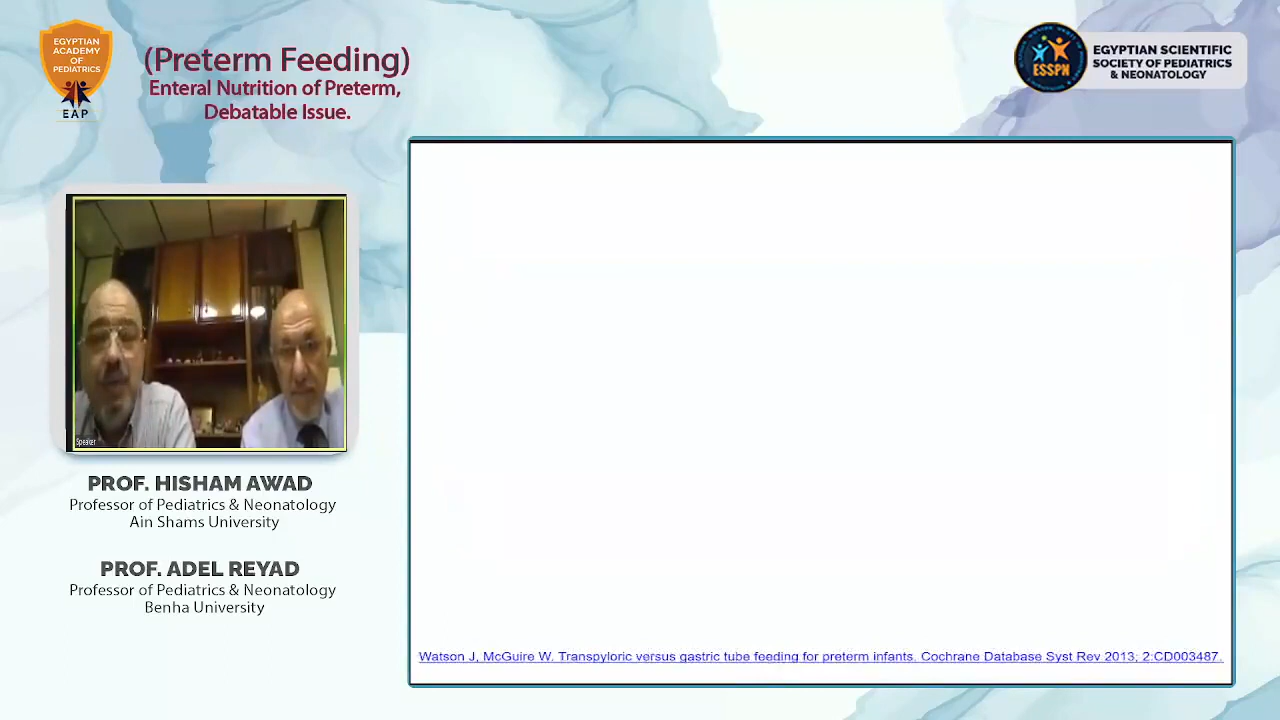 EGYPTIAN
ACADEMY
OF
PEDIATRICS
EAP
(Preterm Feeding)
Enteral Nutrition of Preterm,
Debatable Issue.
ESSPN
EGYPTIAN SCIENTIFIC
SOCIETY OF PEDIATRICS
& NEONATOLOGY
Speaker
PROF. HISHAM AWAD
Professor of Pediatrics & Neonatology
Ain Shams University
PROF. ADEL REYAD
Professor of Pediatrics & Neonatology
Benha University
Watson J, McGuire W. Transpyloric versus gastric tube feeding for preterm infants. Cochrane Database Syst Rev 2013; 2:CD003487.